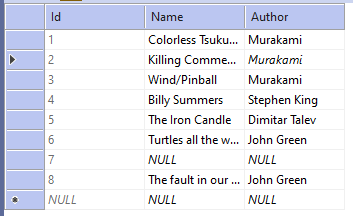 Id Name Author
1 Colorless Tsuku... Murakami
2 Killing Comme... Murakami
3 Wind/Pinball Murakami
4 Billy Summers Stephen King
5 The Iron Candle Dimitar Talev
6 Turtles all the w... John Green
7 NULL NULL
8 The fault in our ... John Green
NULL NULL NULL